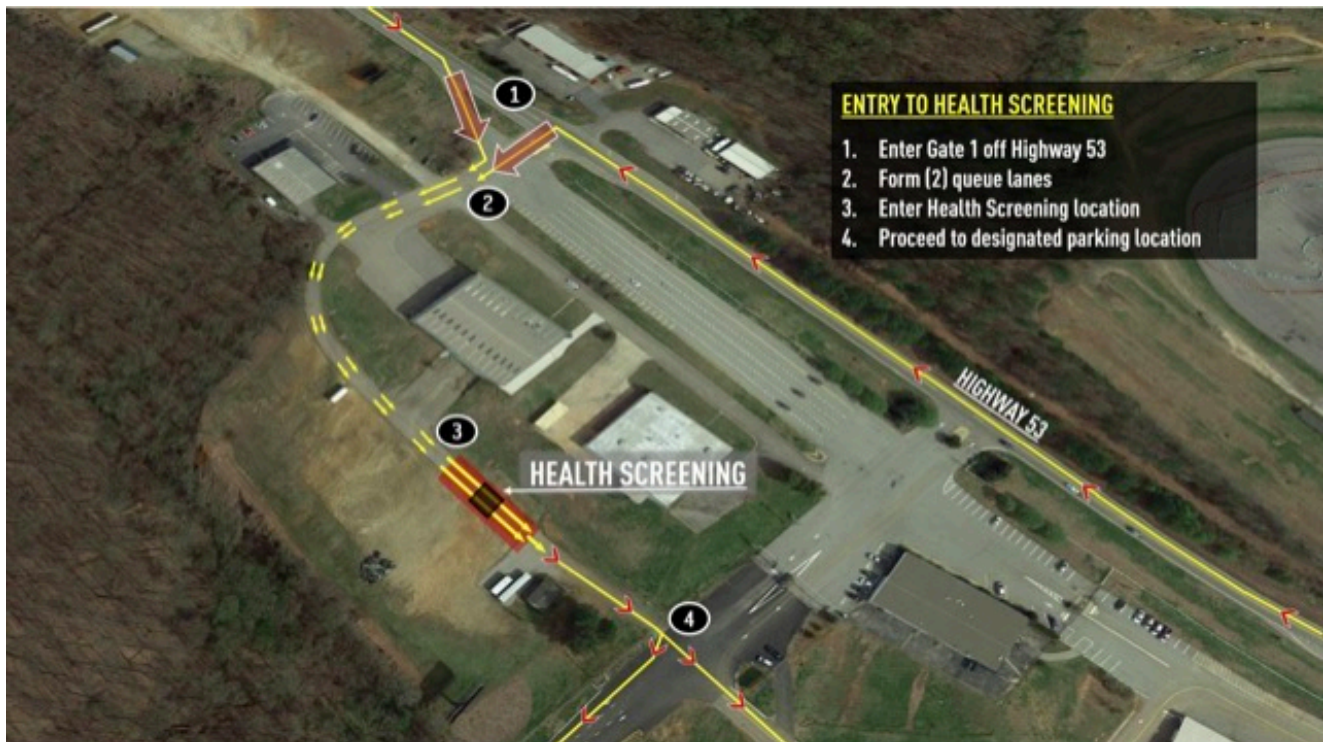 ENTRY TO HEALTH SCREENING
1. Enter Gate 1 off Highway 53
2. Form (2) queue lanes
3. Enter Health Screening location
4. Proceed to designated parking location
1
2
HIGHWAY 53
3
HEALTH SCREENING
4